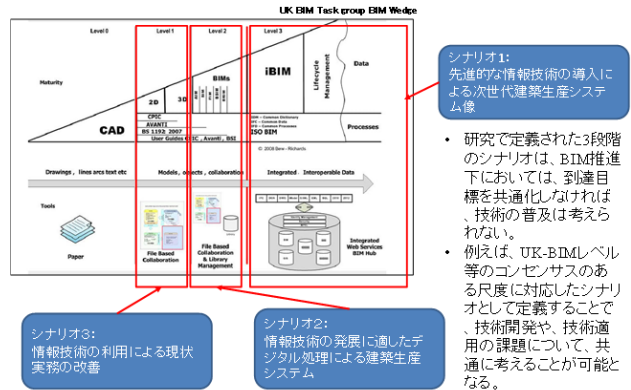 UK BIM Task group BIM Wedge
Level 0
Level 1
Level 2
Level 3
Maturity
CAD
2D
3D
BIMs
iBIM
Lifecycle
Management
Data
Processes
CPIC
AVANTI
BS 1192: 2007
User Guides CPIC, Avanti, BSI
ISO BIM
© 2008 Bew - Richards
Drawings, lines arcs text etc
Models, objects, collaboration
Integrated, Interoperable Data
Tools
Paper
File Based
Collaboration
File Based
Collaboration
& Library
Management
Integrated
Web Services
BIM Hub
シナリオ1:
先進的な情報技術の導入に
よる次世代建築生産システ
ム像
• 研究で定義された3段階
のシナリオは、BIM推進
下においては、到達目
標を共通化しなければ
、技術の普及は考えら
れない。
• 例えば、UK-BIMレベル
等のコンセンサスのあ
る尺度に対応したシナリ
オとして定義することで
、技術開発や、技術適
用の課題について、共
通に考えることが可能と
なる。
シナリオ3:
情報技術の利用による現状
実務の改善
シナリオ2:
情報技術の発展に適したデ
ジタル処理による建築生産
システム